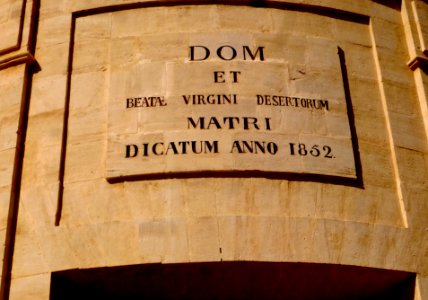 DOM
ET
BEATÆ VIRGINI DESERTORUM
MATRI
DICATUM ANNO 1852.